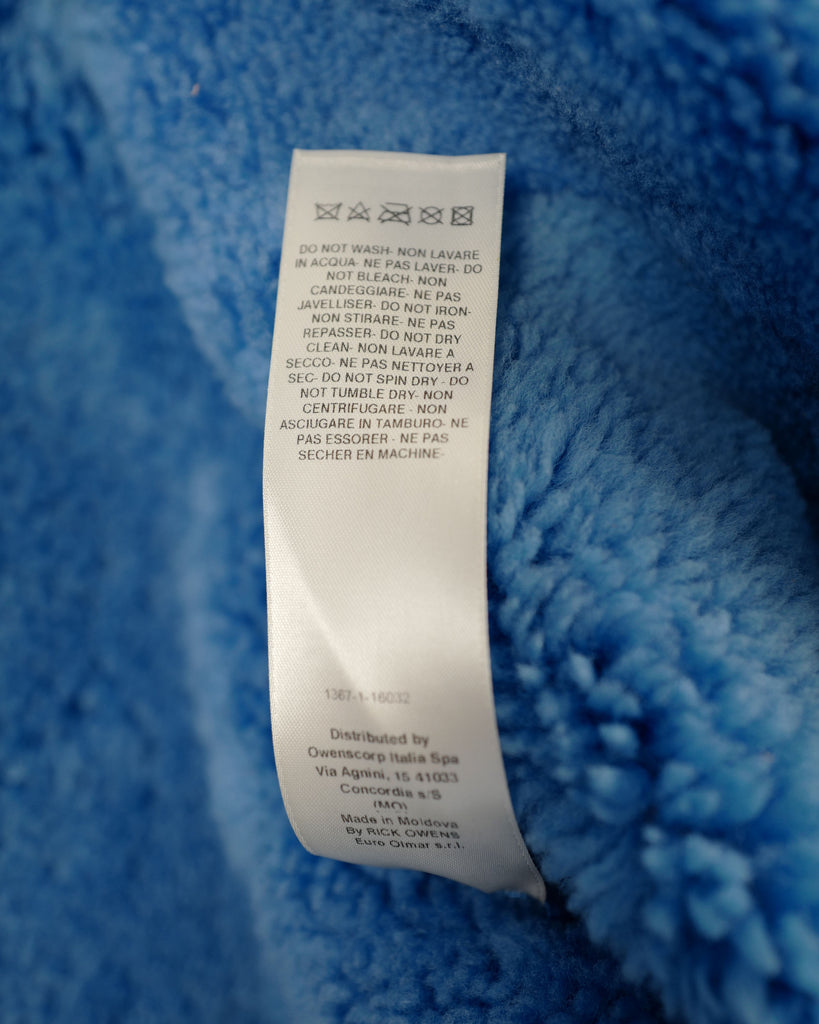 DO NOT WASH- NON LAVARE
IN ACQUA- NE PAS LAVER- DO
NOT BLEACH- NON
CANDEGGIARE- NE PAS
JAVELLISER- DO NOT IRON-
NON STIRARE- NE PAS
REPASSER- DO NOT DRY
CLEAN- NON LAVARE A
SECCO- NE PAS NETTOYER A
SEC- DO NOT SPIN DRY - DO
NOT TUMBLE DRY- NON
CENTRIFUGARE - NON
ASCIUGARE IN TAMBURO- NE
PAS ESSORER - NE PAS
SECHER EN MACHINE-
1367-1-16032
Distributed by
Owenscorp Italia Spa
Via Agnini, 15 41033
Concordia s/S
(MO)
Made in Moldova
By RICK OWENS
Euro Olmar s.r.l.